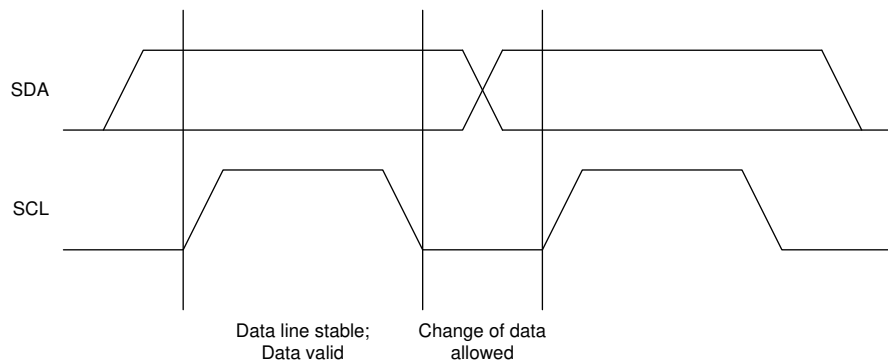 SDA
SCL
Data line stable;
Data valid
Change of data
allowed